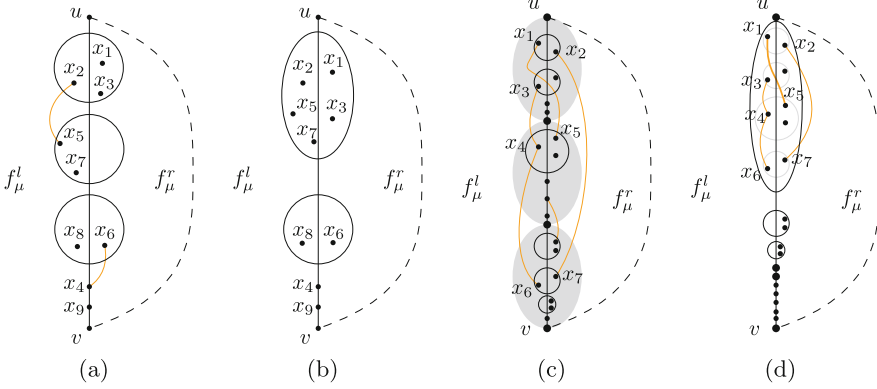 u
x₁
x₂
x₃
x₅
x₇
f_μ^l
f_μ^r
x₈
x₆
x₄
x₉
v
(a)
u
x₂
x₁
x₅
x₃
x₇
f_μ^l
f_μ^r
x₈
x₆
x₄
x₉
v
(b)
u
x₁
x₂
x₃
x₄
x₅
f_μ^l
f_μ^r
x₆
x₇
v
(c)
u
x₁
x₂
x₃
x₅
x₄
x₆
x₇
f_μ^l
f_μ^r
v
(d)